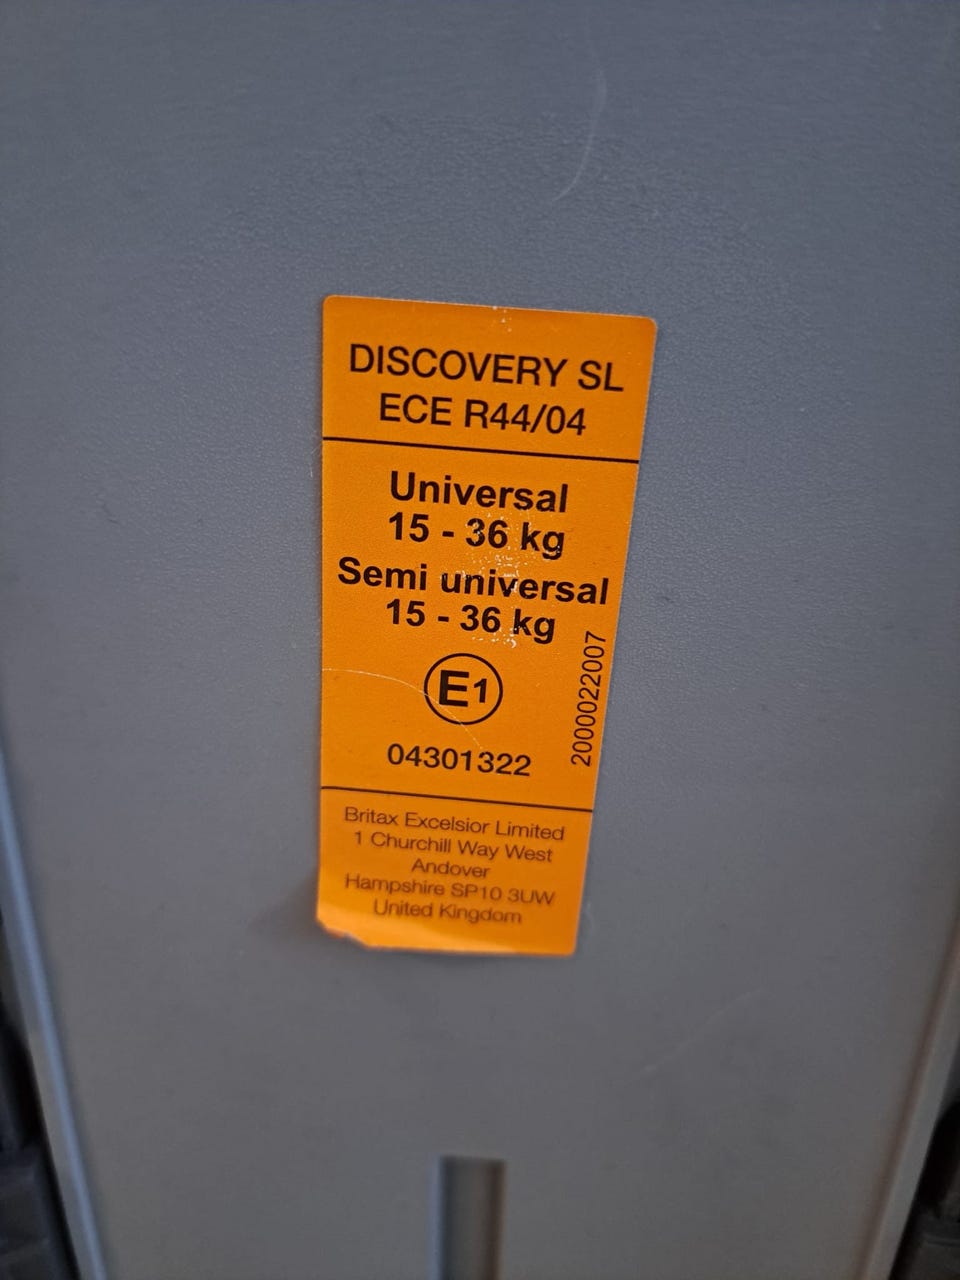 DISCOVERY SL
ECE R44/04
Universal
15 - 36 kg
Semi universal
15 - 36 kg
E1
04301322
2000022007
Britax Excelsior Limited
1 Churchill Way West
Andover
Hampshire SP10 3UW
United Kingdom